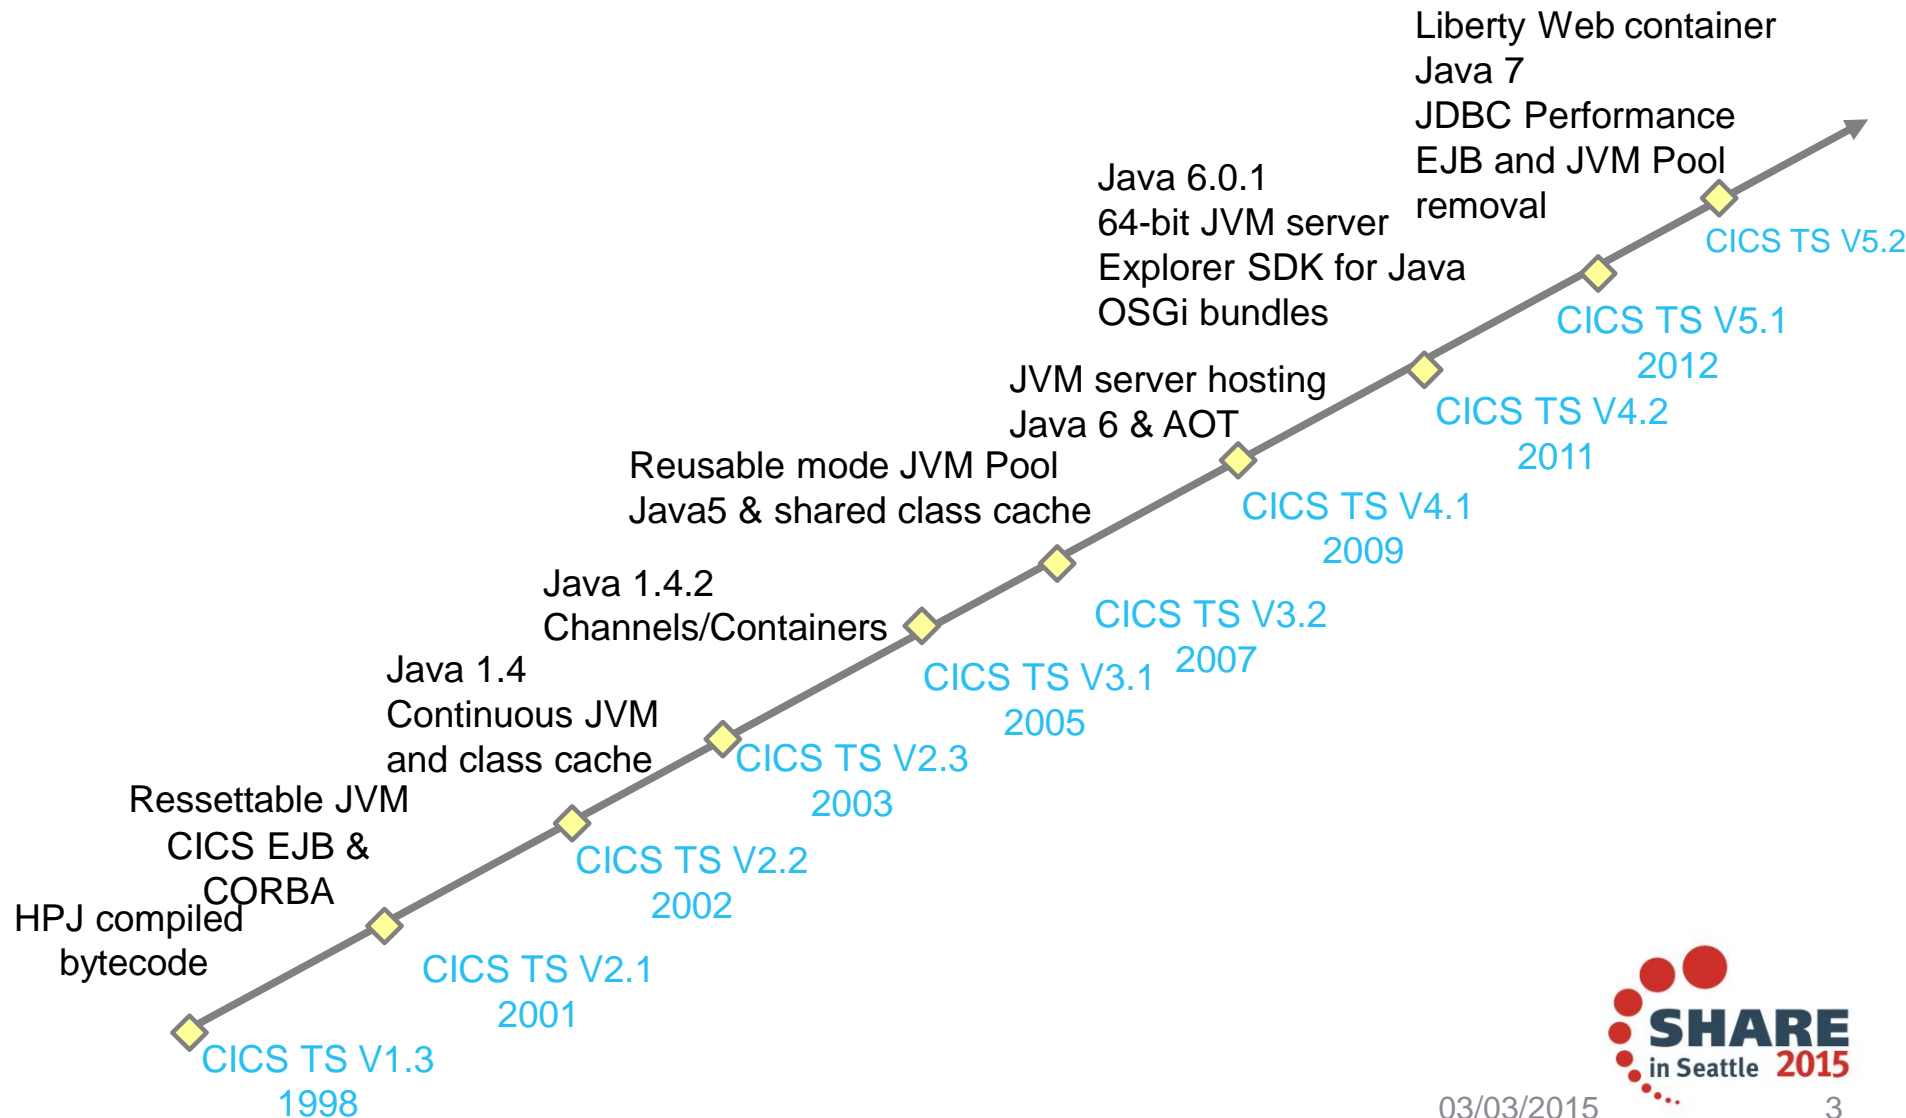 Liberty Web container
Java 7
JDBC Performance
EJB and JVM Pool
removal
CICS TS V5.2
Java 6.0.1
64-bit JVM server
Explorer SDK for Java
OSGi bundles
CICS TS V5.1
2012
JVM server hosting
Java 6 & AOT
CICS TS V4.2
2011
Reusable mode JVM Pool
Java5 & shared class cache
CICS TS V4.1
2009
Java 1.4.2
Channels/Containers
CICS TS V3.2
2007
Java 1.4
Continuous JVM
and class cache
CICS TS V3.1
2005
CICS TS V2.3
2003
Ressettable JVM
CICS EJB &
CORBA
CICS TS V2.2
2002
HPJ compiled
bytecode
CICS TS V2.1
2001
CICS TS V1.3
1998
SHARE
in Seattle 2015
03/03/2015
3